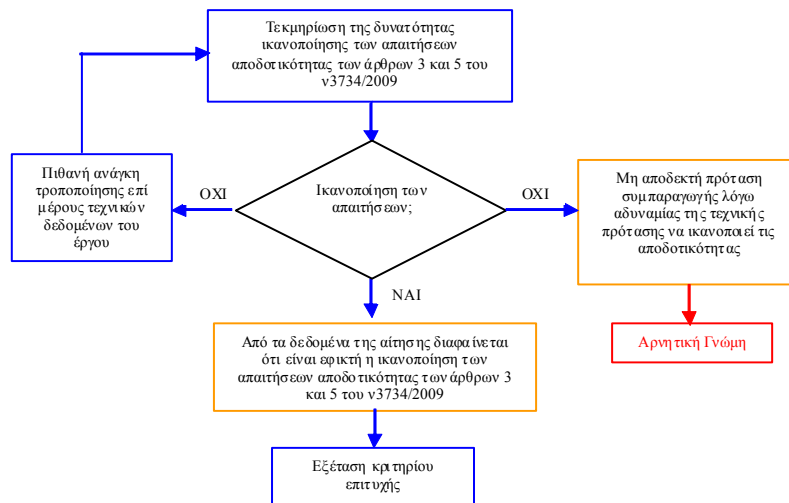 Τεκμηρίωση της δυνατότητας
ικανοποίησης των απαιτήσεων
αποδοτικότητας των άρθρων 3 και 5 του
ν3734/2009
Πιθανή ανάγκη
τροποποίησης επί
μέρους τεχνικών
δεδομένων του
έργου
ΟΧΙ
Ικανοποίηση των
απαιτήσεων;
ΟΧΙ
Μη αποδεκτή πρόταση
συμπαραγωγής λόγω
αδυναμίας της τεχνικής
πρότασης να ικανοποιεί τις
αποδοτικότητας
ΝΑΙ
Αρνητική Γνώμη
Από τα δεδομένα της αίτησης διαφαίνεται
ότι είναι εφικτή η ικανοποίηση των
απαιτήσεων αποδοτικότητας των άρθρων 3
και 5 του ν3734/2009
Εξέταση κριτηρίου
επιτυχής